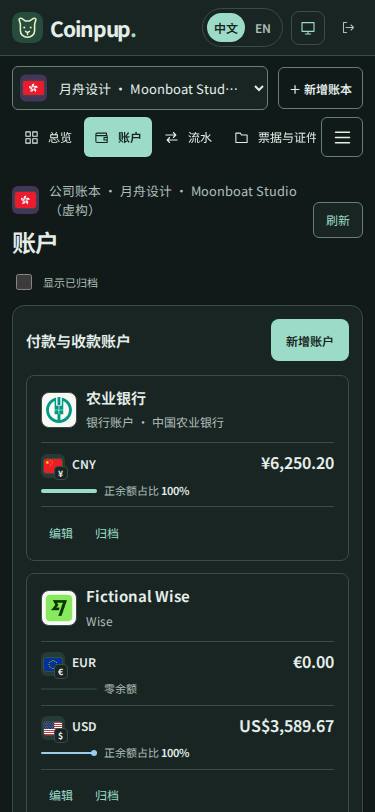 Coinpup.
中文 EN
月舟设计 · Moonboat Stud…
＋ 新增账本
总览 账户 流水 票据与证件
公司账本 · 月舟设计 · Moonboat Studio
（虚构）
账户
刷新
显示已归档
付款与收款账户
新增账户
农业银行
银行账户 · 中国农业银行
¥
CNY ¥6,250.20
正余额占比 100%
编辑 归档
Fictional Wise
Wise
€
EUR €0.00
零余额
$
USD US$3,589.67
正余额占比 100%
编辑 归档